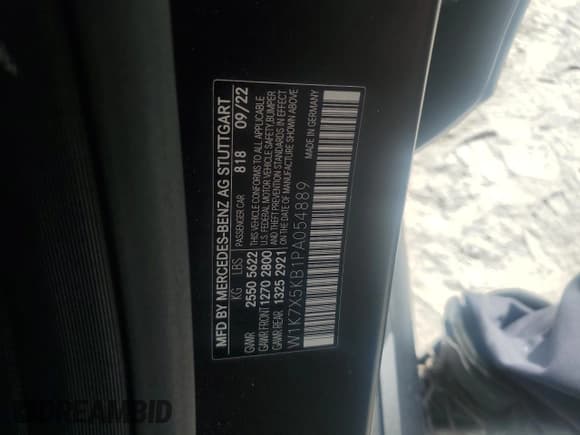 MFD BY MERCEDES-BENZ AG STUTTGART
KG LBS PASSENGER CAR 818 09/22
GAWR 2550 5622 THIS VEHICLE CONFORMS TO ALL APPLICABLE
GAWR FRONT 1270 2800 U.S. FEDERAL MOTOR VEHICLE SAFETY, BUMPER
GAWR REAR 1325 2921 AND THEFT PREVENTION STANDARDS IN EFFECT
ON THE DATE OF MANUFACTURE SHOWN ABOVE
W1K7X5KB1PA054889 MADE IN GERMANY
DREAMBID